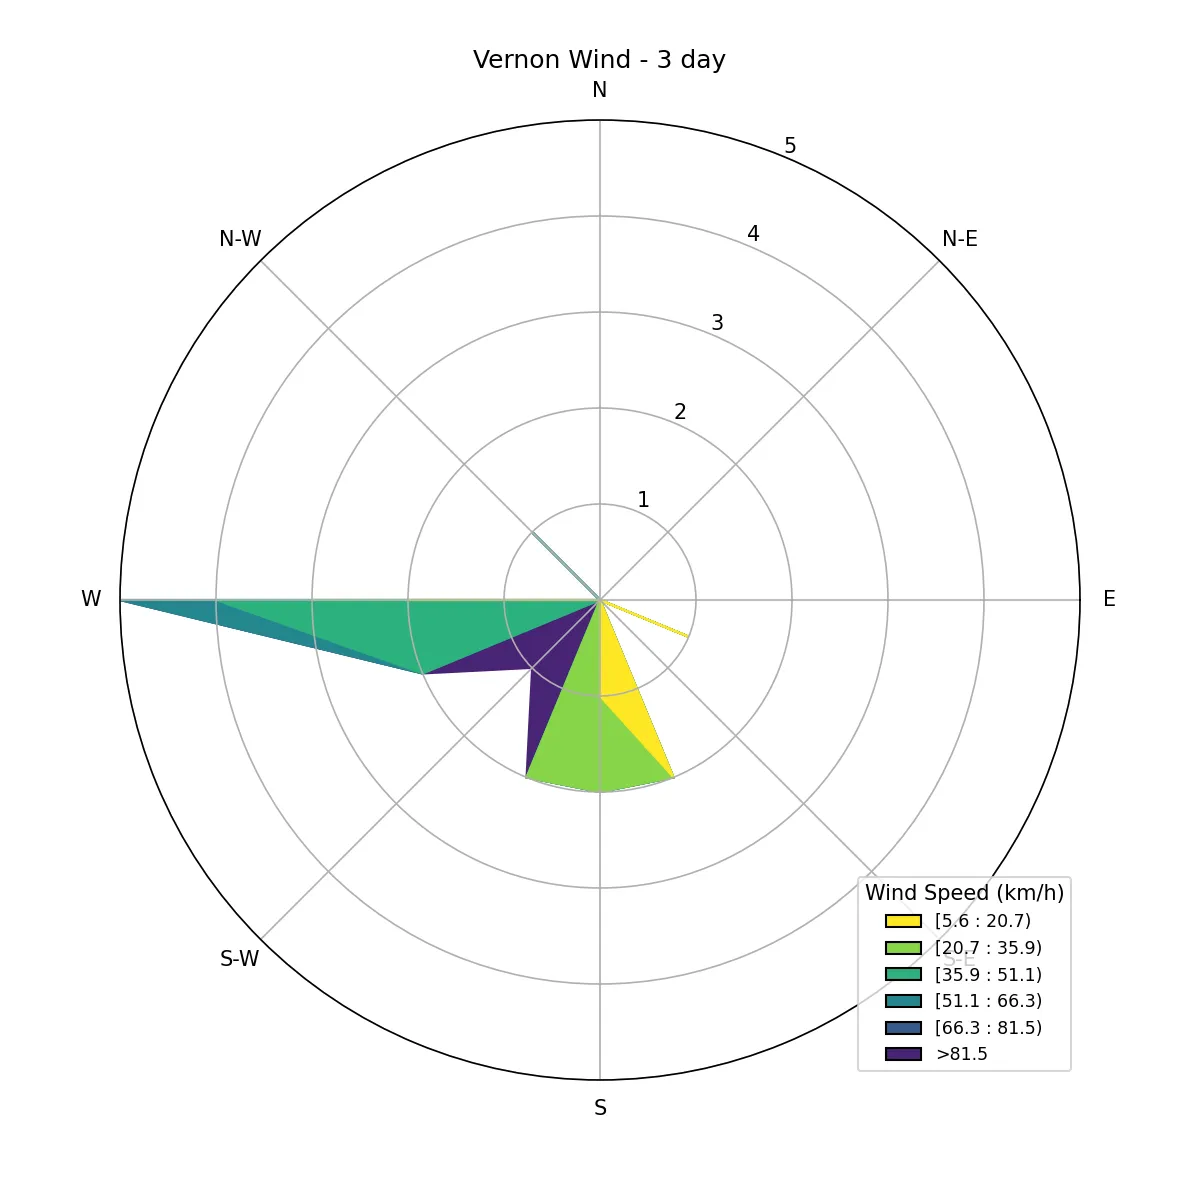 Vernon Wind - 3 day
N
5
4
N-W
N-E
3
2
1
W
E
Wind Speed (km/h)
[5.6 : 20.7)
[20.7 : 35.9)
S-W
S-E
[35.9 : 51.1)
[51.1 : 66.3)
[66.3 : 81.5)
>81.5
S